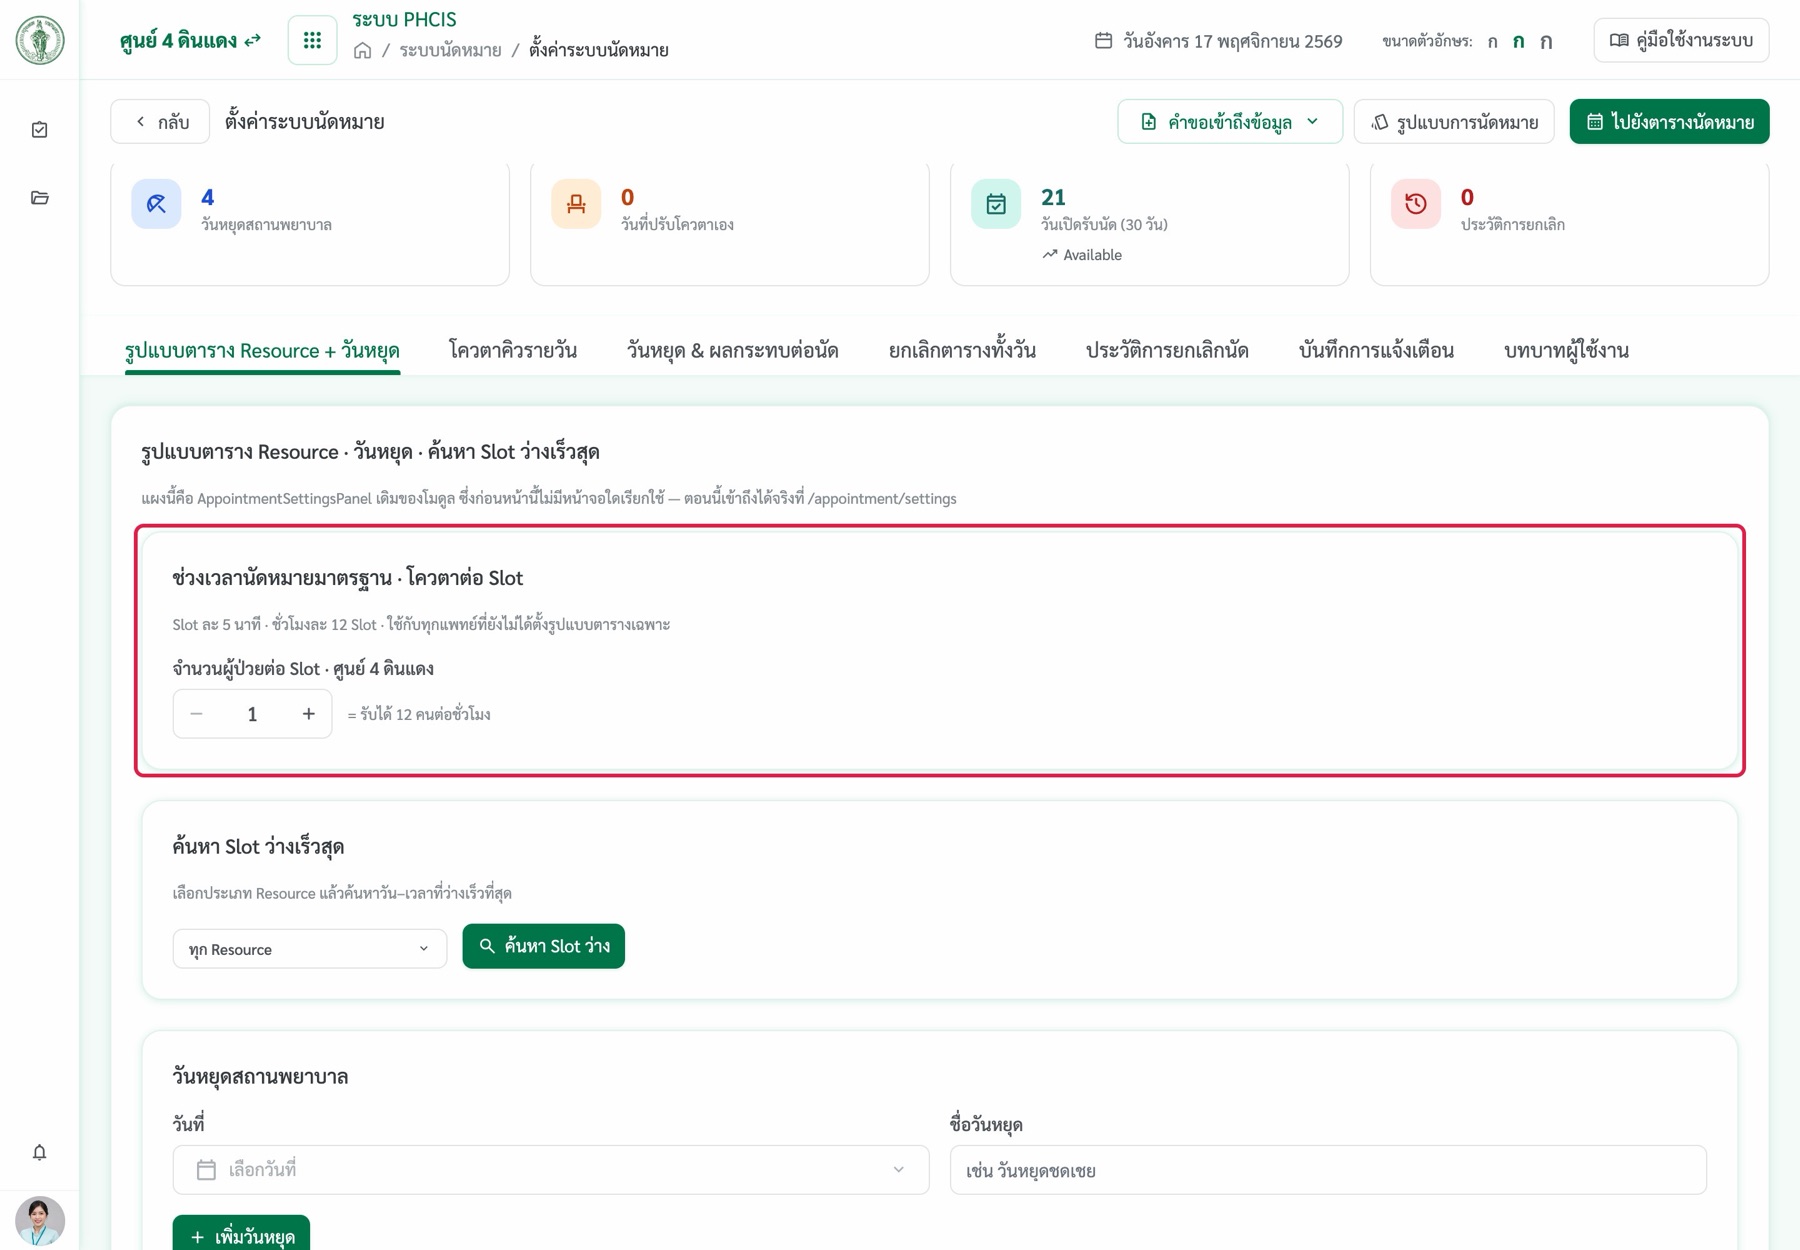 ศูนย์ 4 ดินแดง
ระบบ PHCIS
/ ระบบนัดหมาย / ตั้งค่าระบบนัดหมาย
วันอังคาร 17 พฤศจิกายน 2569
ขนาดตัวอักษร: ก ก ก
คู่มือใช้งานระบบ
กลับ
ตั้งค่าระบบนัดหมาย
คำขอเข้าถึงข้อมูล
รูปแบบการนัดหมาย
ไปยังตารางนัดหมาย
4
วันหยุดสถานพยาบาล
0
วันที่ปรับโควตาเอง
21
วันเปิดรับนัด (30 วัน)
Available
0
ประวัติการยกเลิก
รูปแบบตาราง Resource + วันหยุด
โควตาคิวรายวัน
วันหยุด & ผลกระทบต่อนัด
ยกเลิกตารางทั้งวัน
ประวัติการยกเลิกนัด
บันทึกการแจ้งเตือน
บทบาทผู้ใช้งาน
รูปแบบตาราง Resource · วันหยุด · ค้นหา Slot ว่างเร็วสุด
แผงนี้คือ AppointmentSettingsPanel เดิมของโมดูล ซึ่งก่อนหน้านี้ไม่มีหน้าจอใดเรียกใช้ — ตอนนี้เข้าถึงได้จริงที่ /appointment/settings
ช่วงเวลานัดหมายมาตรฐาน · โควตาต่อ Slot
Slot ละ 5 นาที · ชั่วโมงละ 12 Slot · ใช้กับทุกแพทย์ที่ยังไม่ได้ตั้งรูปแบบตารางเฉพาะ
จำนวนผู้ป่วยต่อ Slot · ศูนย์ 4 ดินแดง
− 1 +
= รับได้ 12 คนต่อชั่วโมง
ค้นหา Slot ว่างเร็วสุด
เลือกประเภท Resource แล้วค้นหาวัน–เวลาที่ว่างเร็วที่สุด
ทุก Resource
ค้นหา Slot ว่าง
วันหยุดสถานพยาบาล
วันที่
เลือกวันที่
ชื่อวันหยุด
เช่น วันหยุดชดเชย
+ เพิ่มวันหยุด